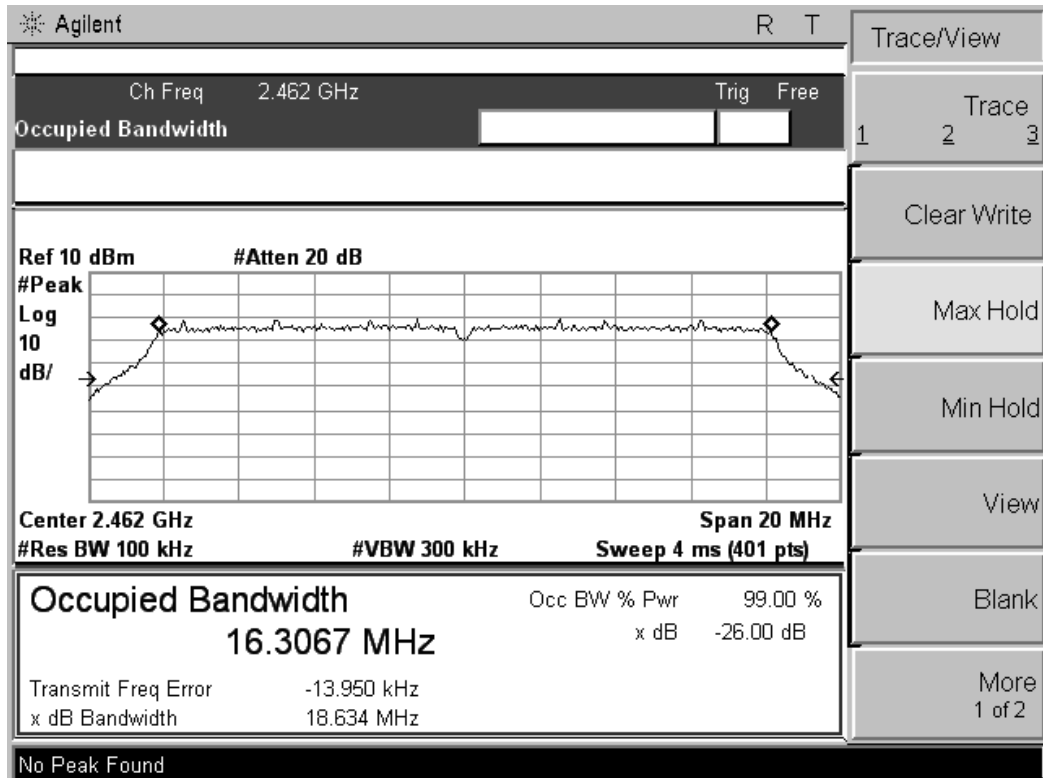 Agilent R T
Trace/View
Ch Freq 2.462 GHz Trig Free
Occupied Bandwidth
Trace
1 2 3
Clear Write
Ref 10 dBm #Atten 20 dB
#Peak
Log
10
dB/
Max Hold
Min Hold
Center 2.462 GHz Span 20 MHz
#Res BW 100 kHz #VBW 300 kHz Sweep 4 ms (401 pts)
View
Occupied Bandwidth
16.3067 MHz
Occ BW % Pwr 99.00 %
x dB -26.00 dB
Transmit Freq Error -13.950 kHz
x dB Bandwidth 18.634 MHz
Blank
More
1 of 2
No Peak Found